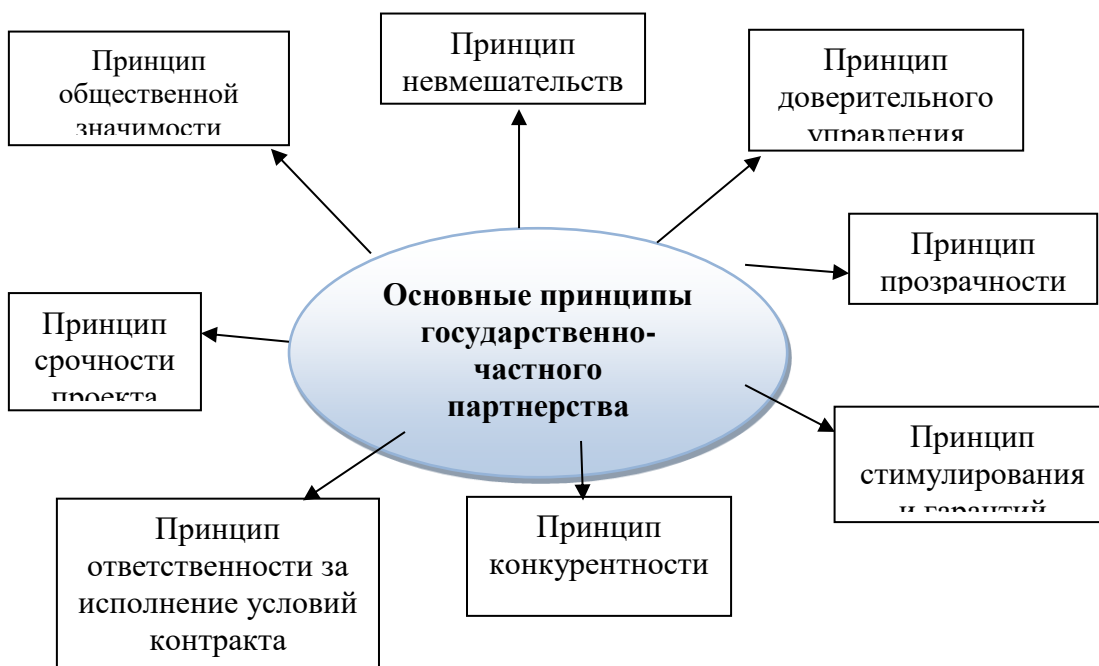 Принцип
общественной
значимости
Принцип
невмешательств
Принцип
доверительного
управления
Принцип
прозрачности
Принцип
срочности
проекта
Основные принципы
государственно-
частного
партнерства
Принцип
стимулирования
и гарантий
Принцип
ответственности за
исполнение условий
контракта
Принцип
конкурентности